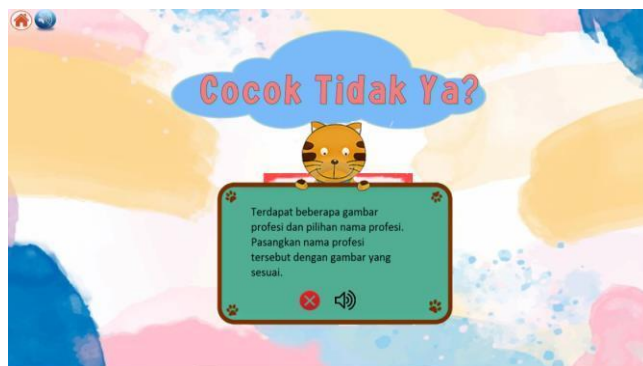 Cocok Tidak Ya?
Terdapat beberapa gambar
profesi dan pilihan nama profesi.
Pasangkan nama profesi
tersebut dengan gambar yang
sesuai.